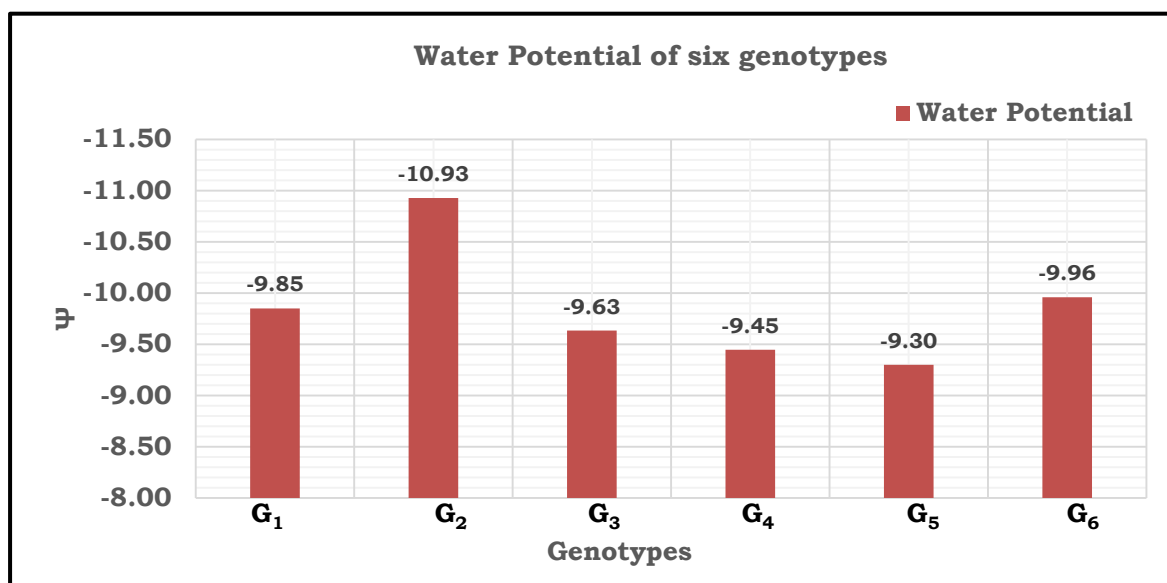 Water Potential of six genotypes
Water Potential
-11.50
-11.00
-10.50
-10.00
-9.50
-9.00
-8.50
-8.00
Ψ
-9.85
-10.93
-9.63
-9.45
-9.30
-9.96
G₁ G₂ G₃ G₄ G₅ G₆
Genotypes